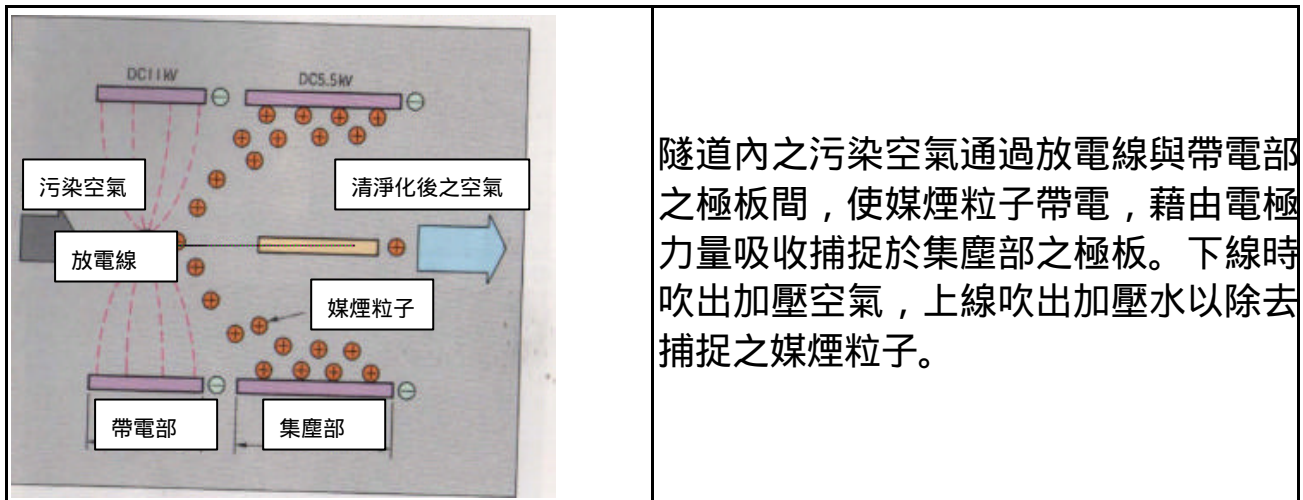 DC11KV
DC5.5KV
污染空氣
清淨化後之空氣
放電線
媒煙粒子
帶電部
集塵部
隧道內之污染空氣通過放電線與帶電部
之極板間，使媒煙粒子帶電，藉由電極
力量吸收捕捉於集塵部之極板。下線時
吹出加壓空氣，上線吹出加壓水以除去
捕捉之媒煙粒子。